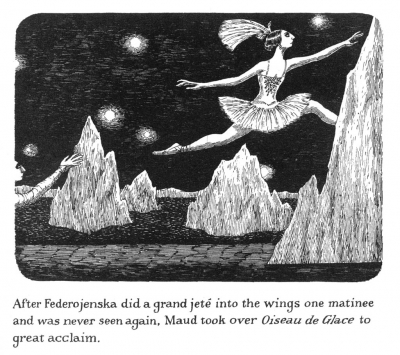 After Federojenska did a grand jeté into the wings one matinee
and was never seen again, Maud took over Oiseau de Glace to
great acclaim.